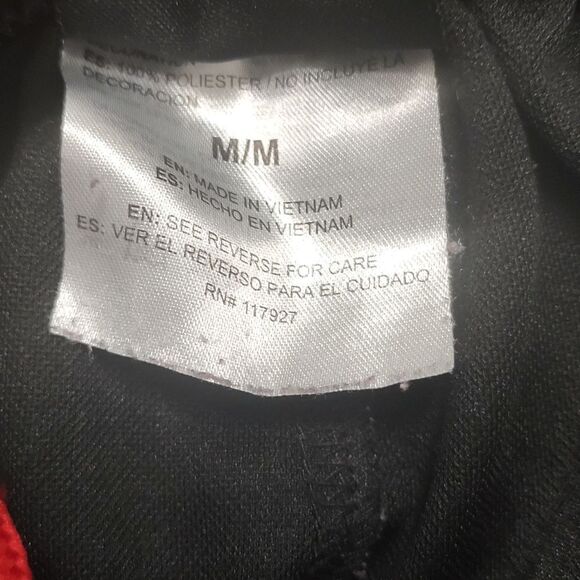 ES: 100% POLIESTER / NO INCLUYE LA
DECORACION
M/M
EN: MADE IN VIETNAM
ES: HECHO EN VIETNAM
EN: SEE REVERSE FOR CARE
ES: VER EL REVERSO PARA EL CUIDADO
RN# 117927